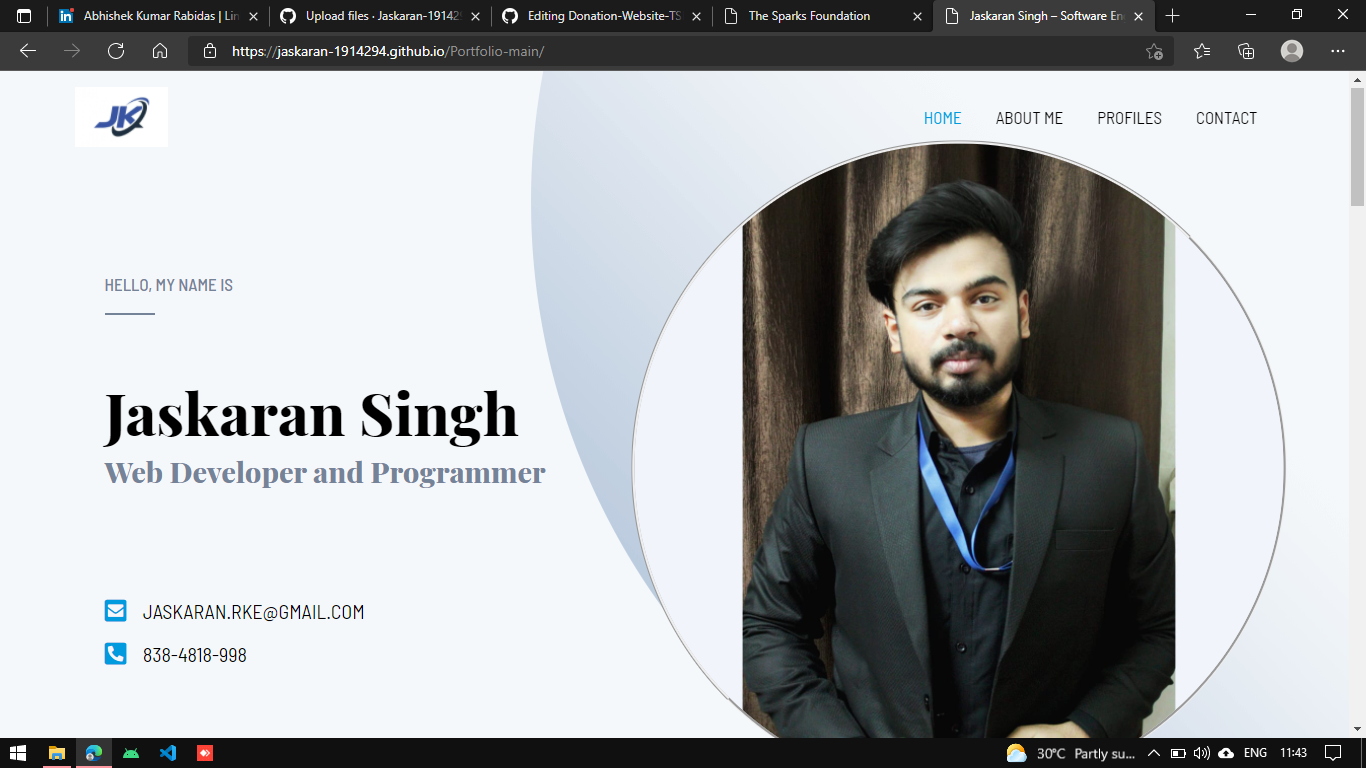 Abhishek Kumar Rabidas | Lin
Upload files · Jaskaran-191429
Editing Donation-Website-TS
The Sparks Foundation
Jaskaran Singh – Software En
https://jaskaran-1914294.github.io/Portfolio-main/
JK
HOME ABOUT ME PROFILES CONTACT
HELLO, MY NAME IS
Jaskaran Singh
Web Developer and Programmer
JASKARAN.RKE@GMAIL.COM
838-4818-998
30°C Partly su... ENG 11:43